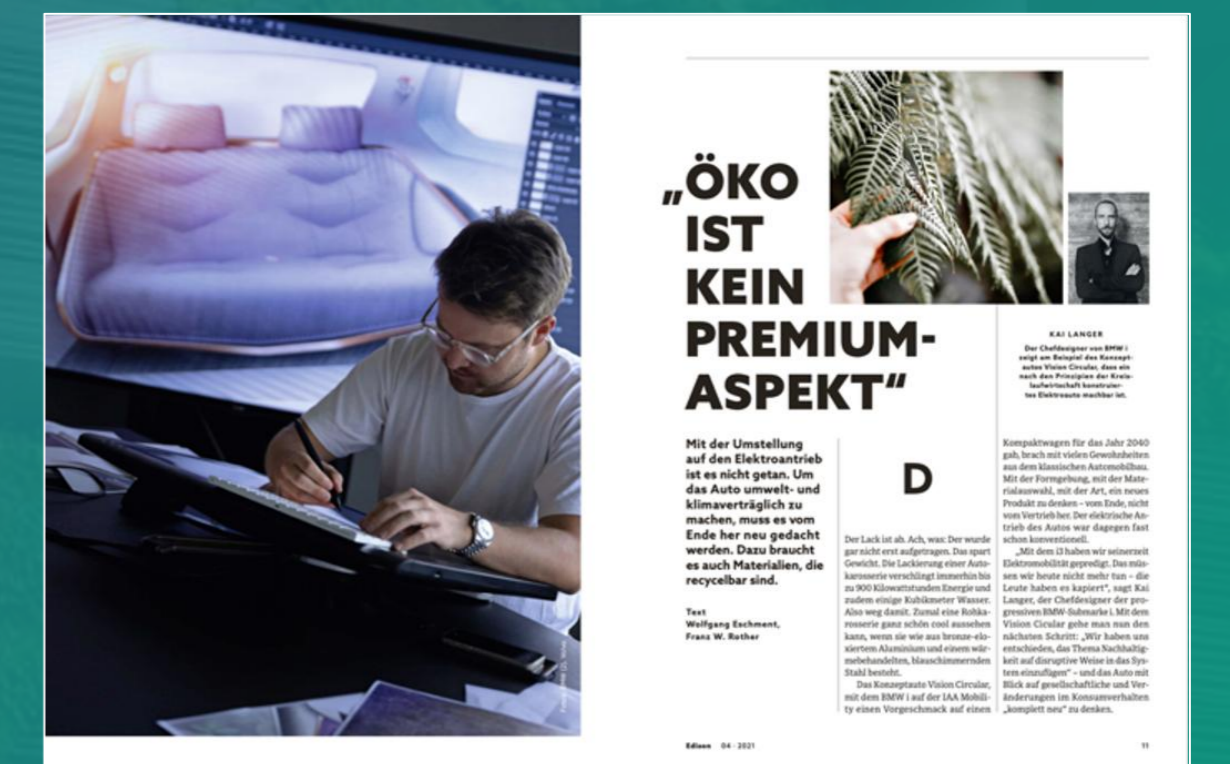 „ÖKO
IST
KEIN
PREMIUM-
ASPEKT“
KAI LANGER
Der Chefdesigner von BMW i
zeigt am Beispiel des Konzept-
autos Vision Circular, dass ein
nach den Prinzipien der Kreis-
laufwirtschaft konstruier-
tes Elektroauto machbar ist.
Mit der Umstellung
auf den Elektroantrieb
ist es nicht getan. Um
das Auto umwelt- und
klimaverträglich zu
machen, muss es vom
Ende her neu gedacht
werden. Dazu braucht
es auch Materialien, die
recycelbar sind.
Text
Wolfgang Eschment,
Franz W. Rother
D
Der Lack ist ab. Ach, was: Der wurde
gar nicht erst aufgetragen. Das spart
Gewicht. Die Lackierung einer Auto-
karosserie verschlingt immerhin bis
zu 900 Kilowattstunden Energie und
zudem einige Kubikmeter Wasser.
Also weg damit. Zumal eine Rohka-
rosserie ganz schön cool aussehen
kann, wenn sie wie aus bronze-elo-
xiertem Aluminium und einem wär-
mebehandelten, blauschimmernden
Stahl besteht.
Das Konzeptauto Vision Circular,
mit dem BMW i auf der IAA Mobili-
ty einen Vorgeschmack auf einen
Kompaktwagen für das Jahr 2040
gab, brach mit vielen Gewohnheiten
aus dem klassischen Automobilbau.
Mit der Formgebung, mit der Mate-
rialauswahl, mit der Art, ein neues
Produkt zu denken – vom Ende, nicht
vom Vertrieb her. Der elektrische An-
trieb des Autos war dagegen fast
schon konventionell.
„Mit dem i3 haben wir seinerzeit
Elektromobilität gepredigt. Das müs-
sen wir heute nicht mehr tun – die
Leute haben es kapiert“, sagt Kai
Langer, der Chefdesigner der pro-
gressiven BMW-Submarke i. Mit dem
Vision Cicular gehe man nun den
nächsten Schritt: „Wir haben uns
entschieden, das Thema Nachhaltig-
keit auf disruptive Weise in das Sys-
tem einzufügen“ – und das Auto mit
Blick auf gesellschaftliche und Ver-
änderungen im Konsumverhalten
„komplett neu“ zu denken.
Edison 04 · 2021
11